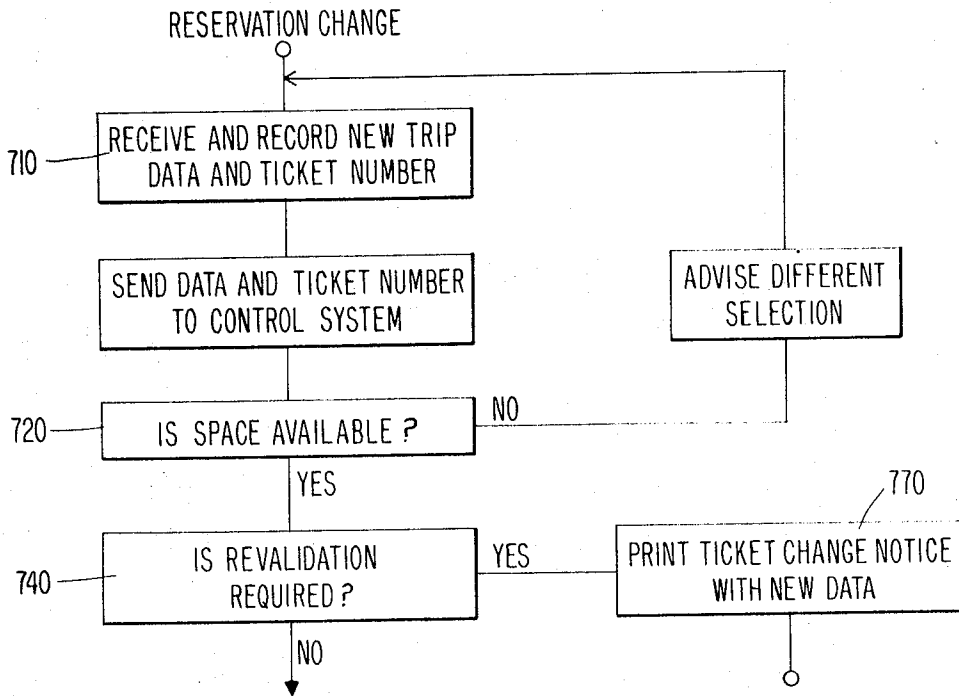 RESERVATION CHANGE
710
RECEIVE AND RECORD NEW TRIP
DATA AND TICKET NUMBER
SEND DATA AND TICKET NUMBER
TO CONTROL SYSTEM
ADVISE DIFFERENT
SELECTION
720
IS SPACE AVAILABLE ?
NO
YES
740
IS REVALIDATION
REQUIRED ?
YES
770
PRINT TICKET CHANGE NOTICE
WITH NEW DATA
NO